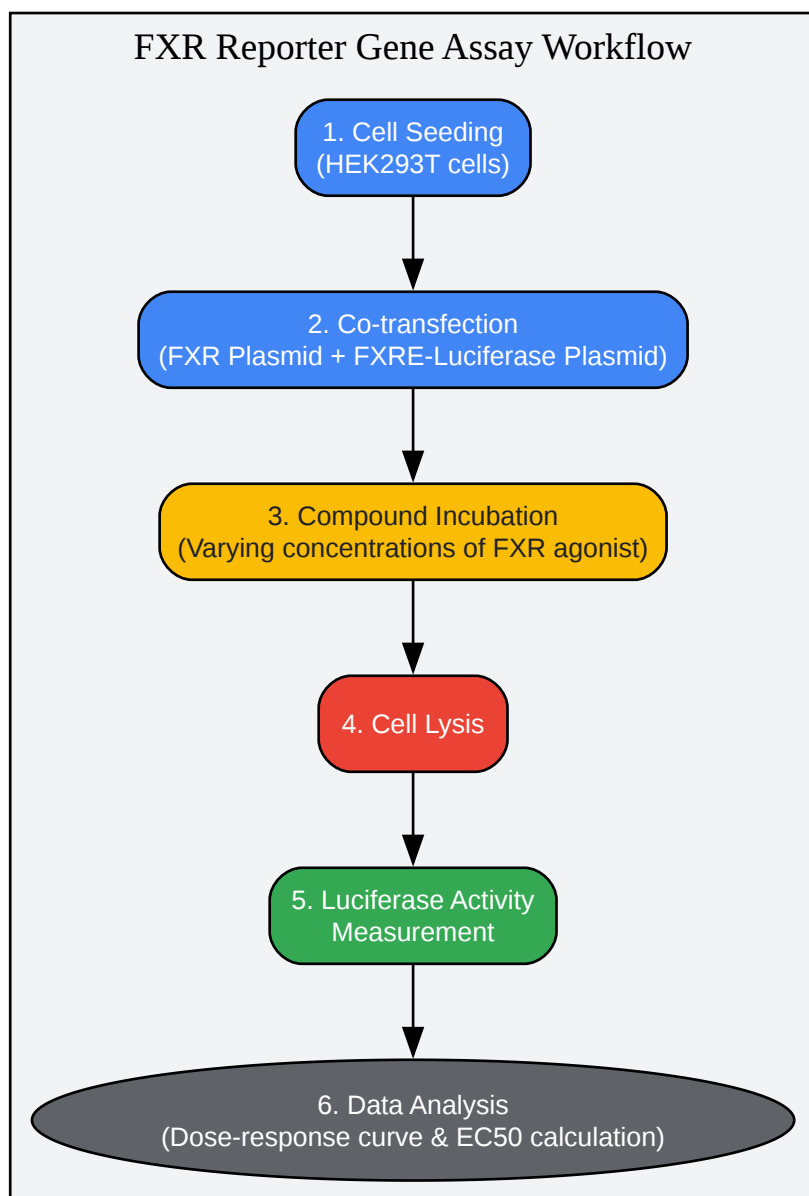 FXR Reporter Gene Assay Workflow
1. Cell Seeding
(HEK293T cells)
2. Co-transfection
(FXR Plasmid + FXRE-Luciferase Plasmid)
3. Compound Incubation
(Varying concentrations of FXR agonist)
4. Cell Lysis
5. Luciferase Activity
Measurement
6. Data Analysis
(Dose-response curve & EC50 calculation)